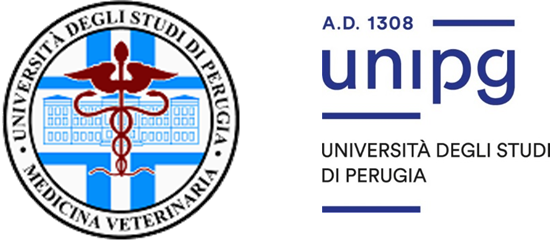 · UNIVERSITÀ DEGLI STUDI DI PERUGIA ·
MEDICINA VETERINARIA
A.D. 1308
unipg
UNIVERSITÀ DEGLI STUDI
DI PERUGIA